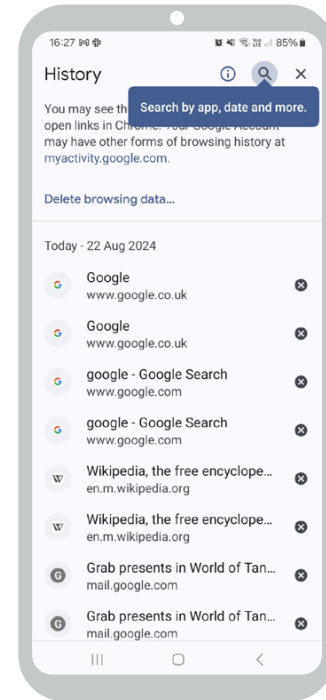 16:27
85%
History
Search by app, date and more.
You may see th
open links in Chrome. Your Google Account
may have other forms of browsing history at
myactivity.google.com.
Delete browsing data...
Today - 22 Aug 2024
Google
www.google.co.uk
Google
www.google.co.uk
google - Google Search
www.google.com
google - Google Search
www.google.com
Wikipedia, the free encyclope...
en.m.wikipedia.org
Wikipedia, the free encyclope...
en.m.wikipedia.org
Grab presents in World of Tan...
mail.google.com
Grab presents in World of Tan...
mail.google.com